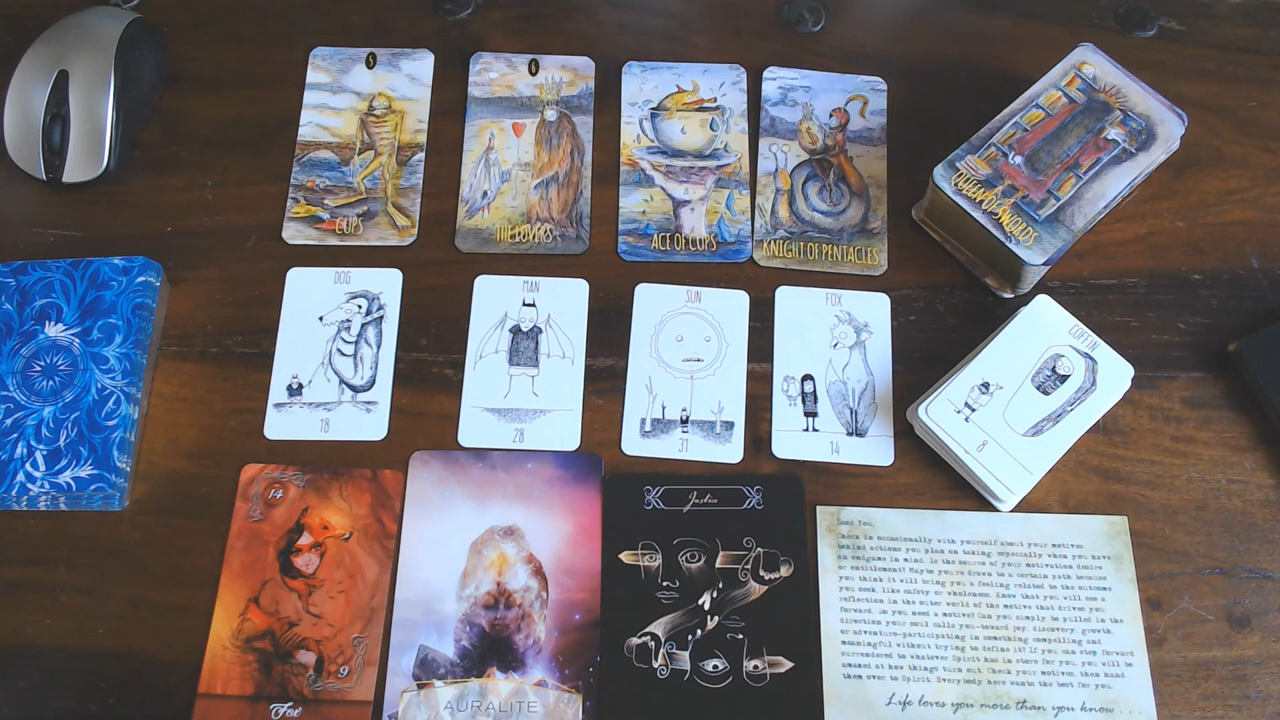 5
CUPS
6
THE LOVERS
ACE OF CUPS
KNIGHT OF PENTACLES
QUEEN OF SWORDS
DOG
18
MAN
28
SUN
31
FOX
14
COFFIN
8
14
9
Fox
AURALITE
Justice
Dear You,
Check in occasionally with yourself about your motives
behind actions you plan on taking, especially when you have
an endgame in mind. Is the source of your motivation desire
or entitlement? Maybe you're drawn to a certain path because
you think it will bring you a feeling related to the outcome
you seek, like safety or wholeness. Know that you will see a
reflection in the outer world of the motive that drives you
forward. Do you need a motive? Can you simply be pulled in the
direction your soul calls you—toward joy, discovery, growth,
or adventure—participating in something compelling and
meaningful without trying to define it? If you can step forward
surrendered to whatever Spirit has in store for you, you will be
amazed at how things turn out. Check your motives, then hand
them over to Spirit. Everybody here wants the best for you.
Life loves you more than you know . . .